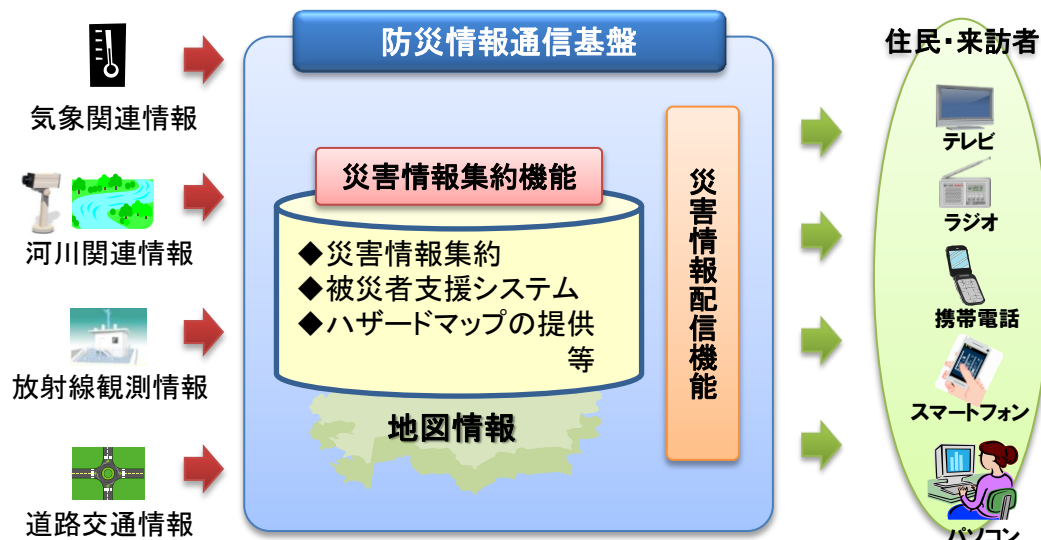 防災情報通信基盤
住民・来訪者
気象関連情報
河川関連情報
放射線観測情報
道路交通情報
災害情報集約機能
◆災害情報集約
◆被災者支援システム
◆ハザードマップの提供
等
地図情報
災害情報配信機能
テレビ
ラジオ
携帯電話
スマートフォン
パソコン